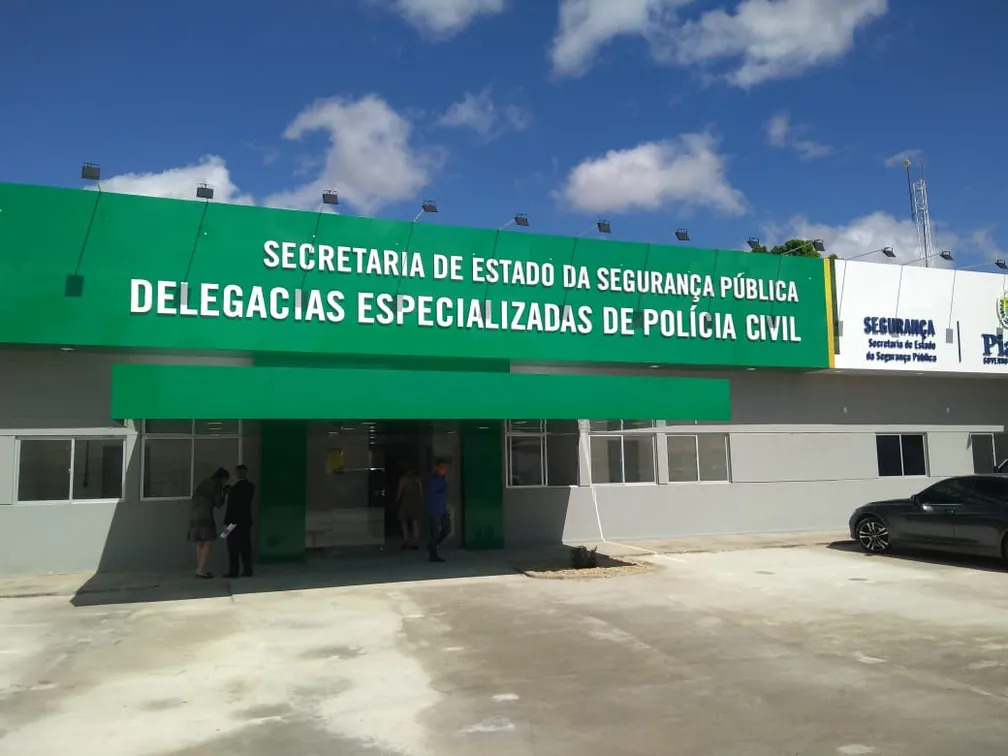 SECRETARIA DE ESTADO DA SEGURANÇA PÚBLICA
DELEGACIAS ESPECIALIZADAS DE POLÍCIA CIVIL
SEGURANÇA
Secretaria de Estado
da Segurança Pública